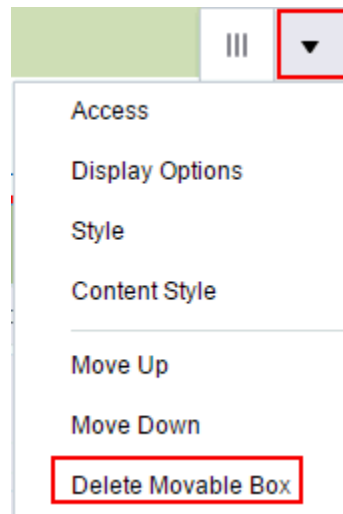 Access
Display Options
Style
Content Style
Move Up
Move Down
Delete Movable Box